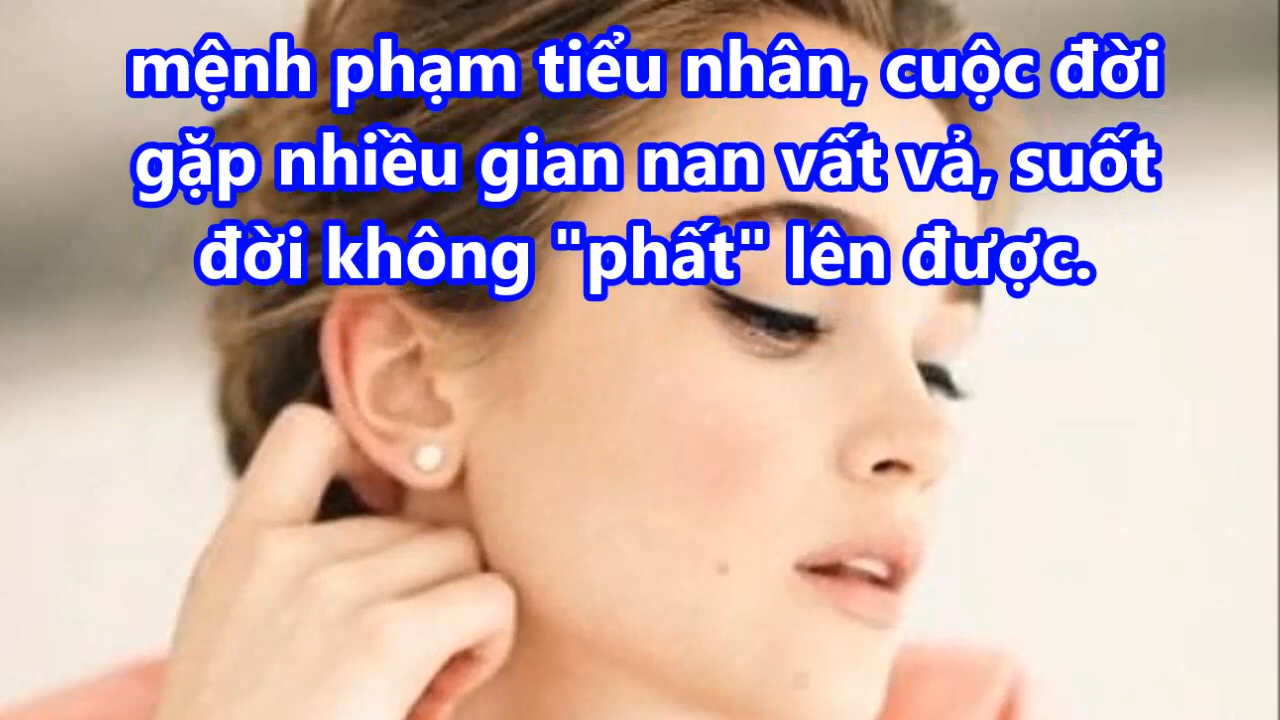 mệnh phạm tiểu nhân, cuộc đời
gặp nhiều gian nan vất vả, suốt
đời không "phất" lên được.